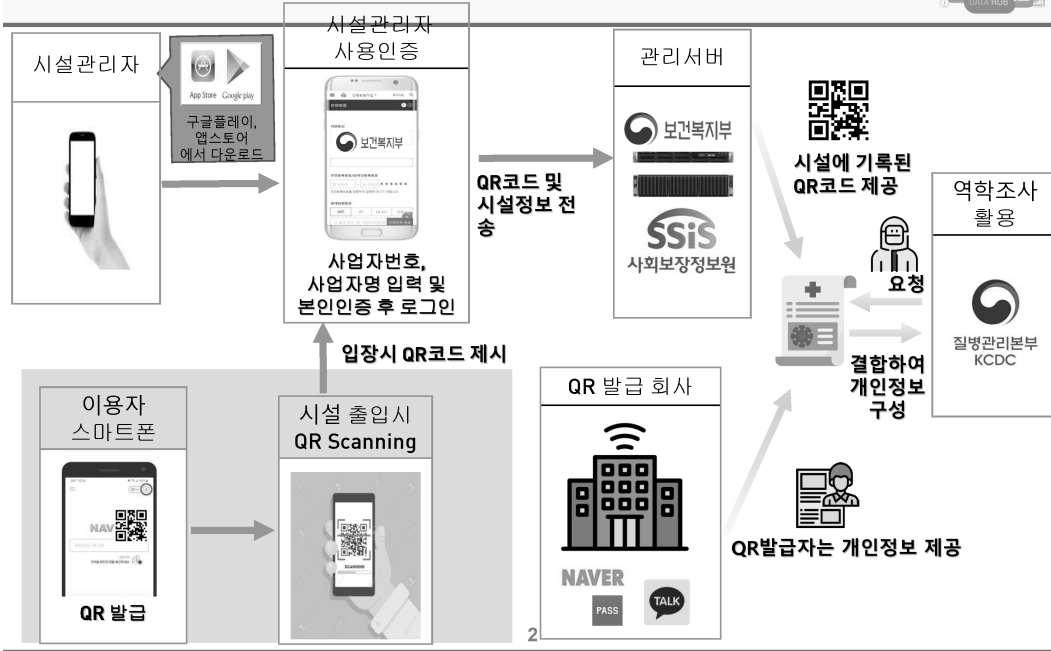 DATA HUB
시설관리자
App Store Google play
구글플레이,
앱스토어
에서 다운로드
시설관리자
사용인증
보건복지부
사업자번호,
사업자명 입력 및
본인인증 후 로그인
QR코드 및
시설정보 전
송
관리서버
보건복지부
SSiS
사회보장정보원
시설에 기록된
QR코드 제공
역학조사
활용
요청
질병관리본부
KCDC
결합하여
개인정보
구성
입장시 QR코드 제시
이용자
스마트폰
NAV
QR 발급
시설 출입시
QR Scanning
SCANNING
QR 발급 회사
NAVER
PASS
TALK
QR발급자는 개인정보 제공
2